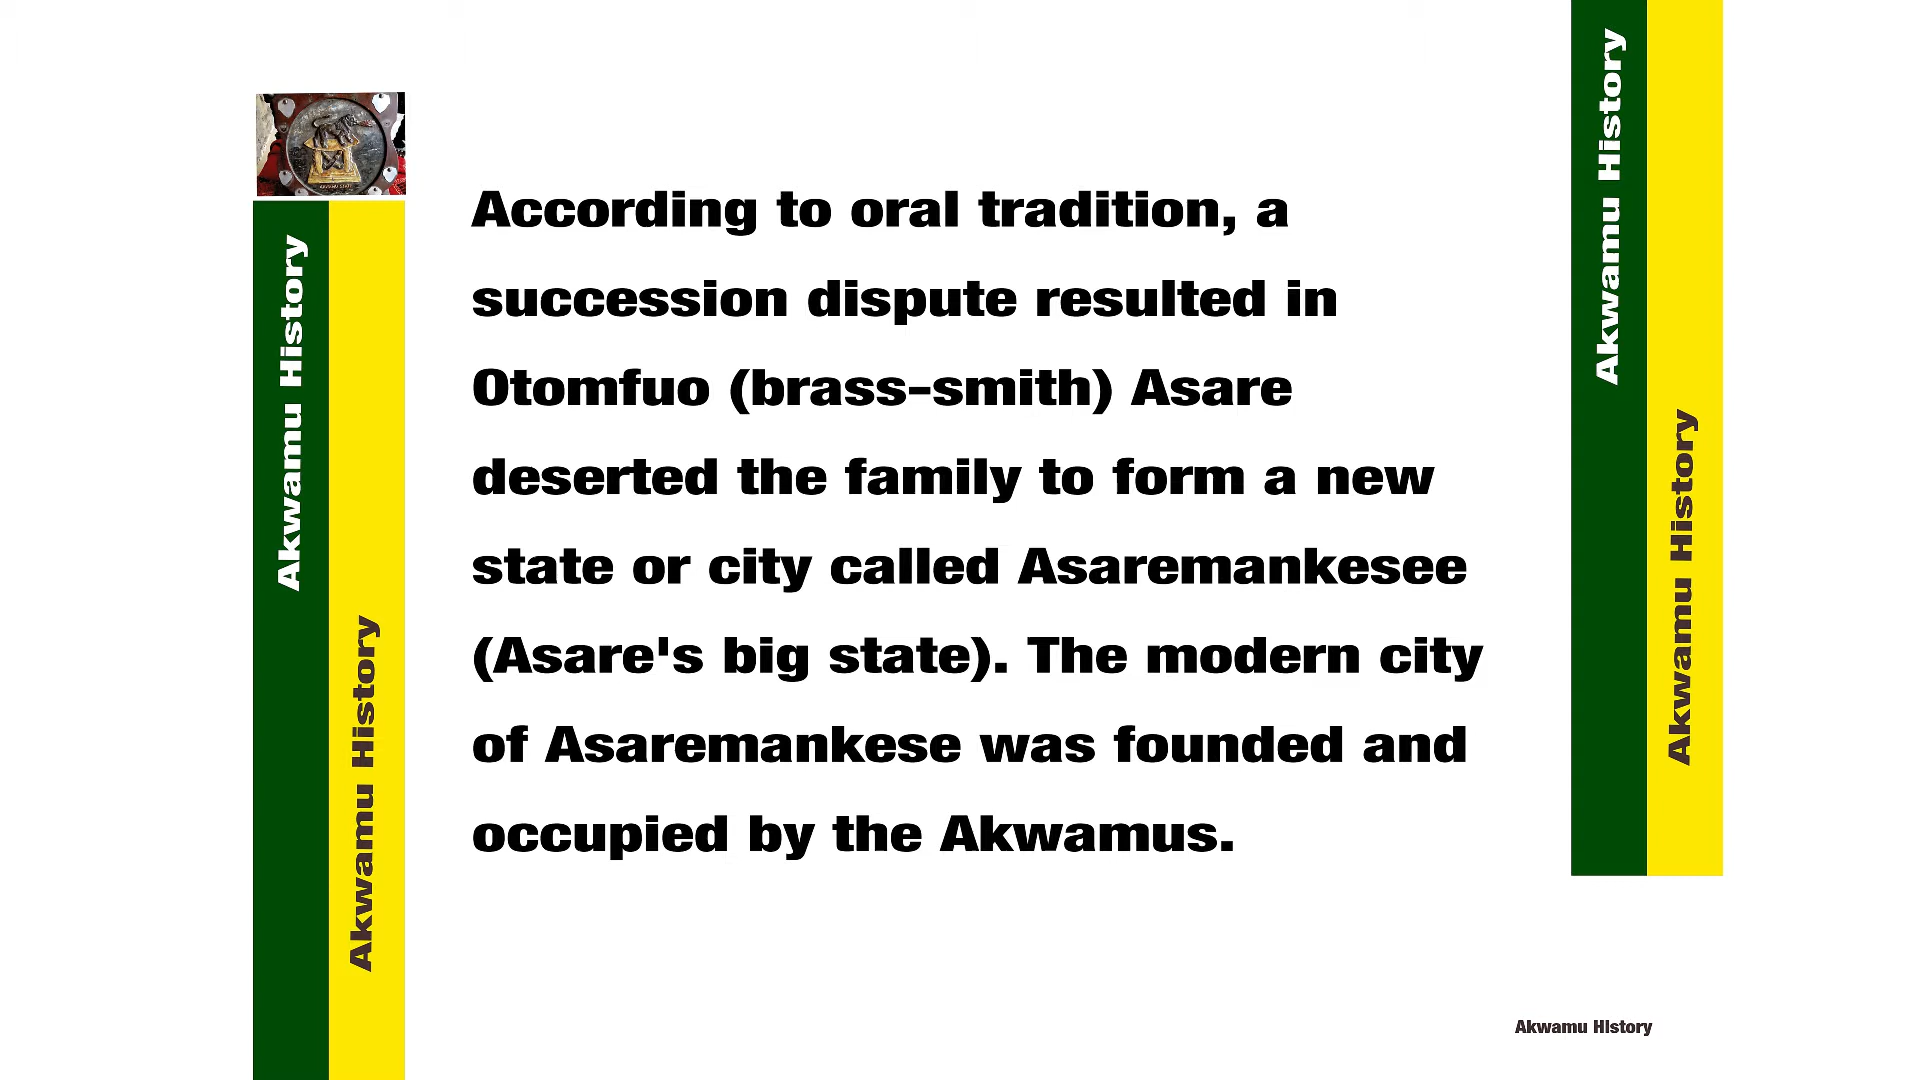 Akwamu History
Akwamu History
According to oral tradition, a
succession dispute resulted in
Otomfuo (brass-smith) Asare
deserted the family to form a new
state or city called Asaremankesee
(Asare's big state). The modern city
of Asaremankese was founded and
occupied by the Akwamus.
Akwamu History
Akwamu History
Akwamu History